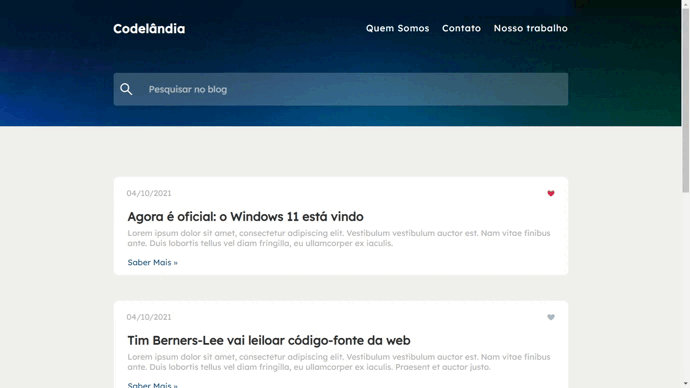 Codelândia
Quem Somos Contato Nosso trabalho
Pesquisar no blog
04/10/2021
Agora é oficial: o Windows 11 está vindo
Lorem ipsum dolor sit amet, consectetur adipiscing elit. Vestibulum vestibulum auctor est. Nam vitae finibus
ante. Duis lobortis tellus vel diam fringilla, eu ullamcorper ex iaculis.
Saber Mais »
04/10/2021
Tim Berners-Lee vai leiloar código-fonte da web
Lorem ipsum dolor sit amet, consectetur adipiscing elit. Vestibulum vestibulum auctor est. Nam vitae finibus
ante. Duis lobortis tellus vel diam fringilla, eu ullamcorper ex iaculis. Praesent et auctor justo.
Saber Mais »